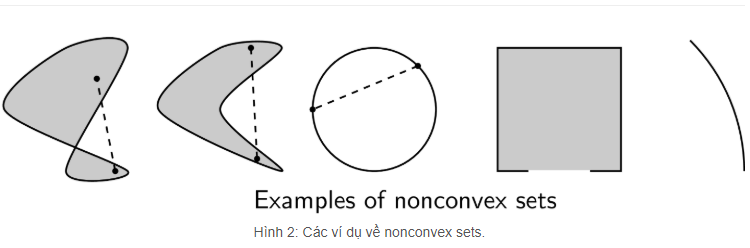 Examples of nonconvex sets
Hình 2: Các ví dụ về nonconvex sets.